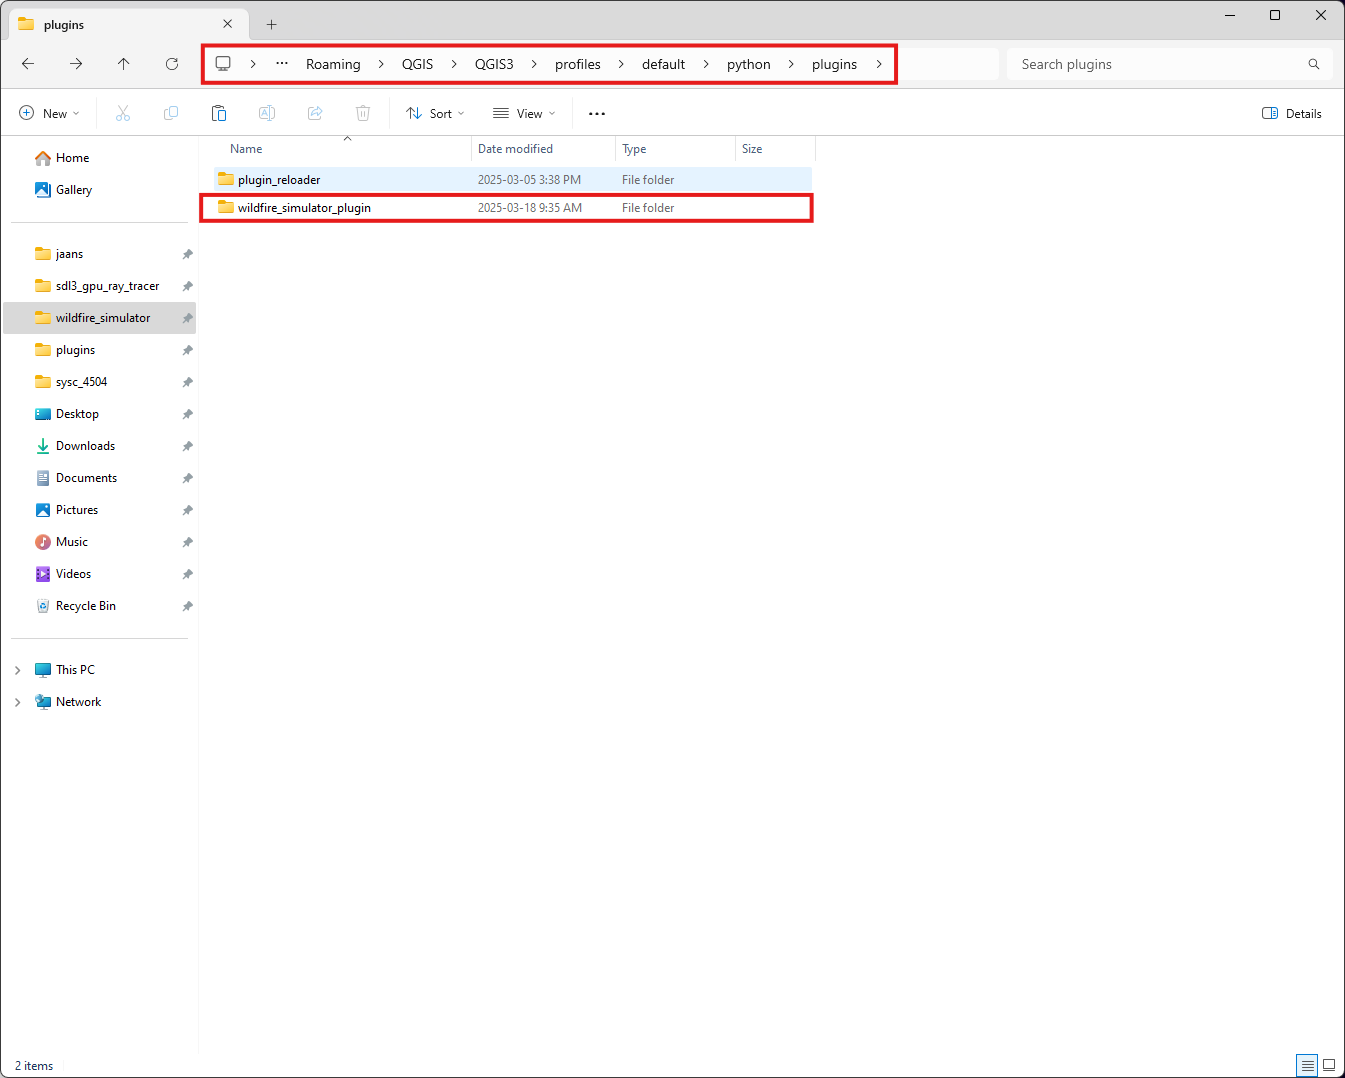 plugins
Roaming QGIS QGIS3 profiles default python plugins
Search plugins
New Sort View Details
Name Date modified Type Size
plugin_reloader 2025-03-05 3:38 PM File folder
wildfire_simulator_plugin 2025-03-18 9:35 AM File folder
Home
Gallery
jaans
sdl3_gpu_ray_tracer
wildfire_simulator
plugins
sysc_4504
Desktop
Downloads
Documents
Pictures
Music
Videos
Recycle Bin
This PC
Network
2 items